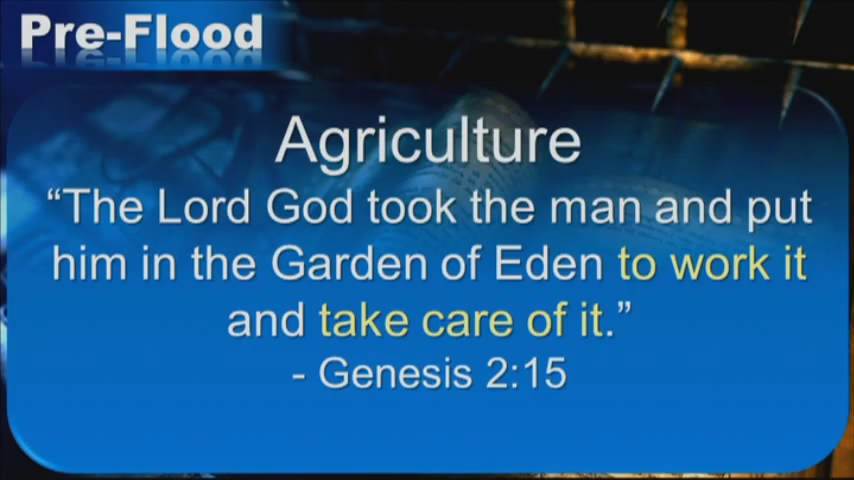 Pre-Flood
Agriculture
“The Lord God took the man and put
him in the Garden of Eden to work it
and take care of it.”
- Genesis 2:15